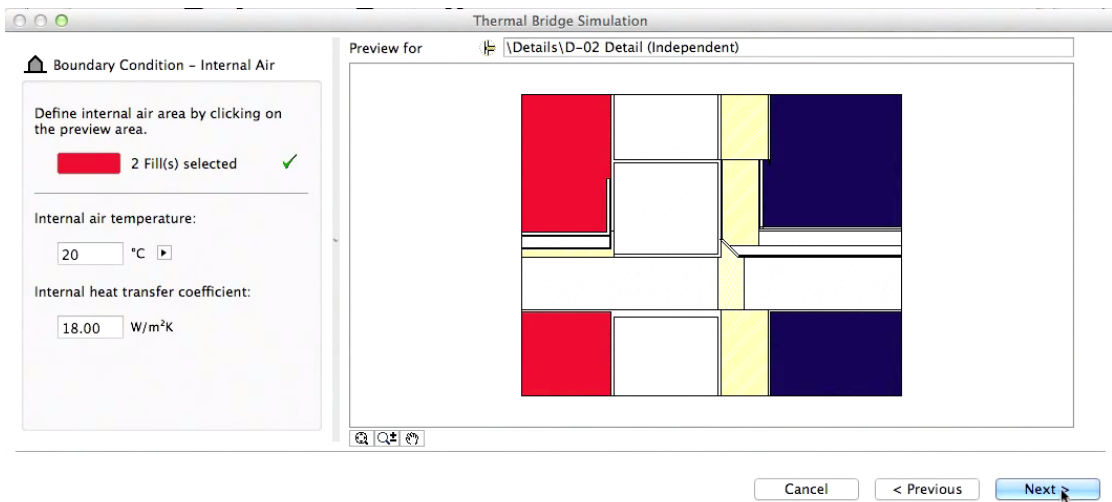 Thermal Bridge Simulation
Boundary Condition - Internal Air
Define internal air area by clicking on
the preview area.
2 Fill(s) selected
Internal air temperature:
20 °C
Internal heat transfer coefficient:
18.00 W/m²K
Preview for \Details\D-02 Detail (Independent)
Cancel < Previous Next >